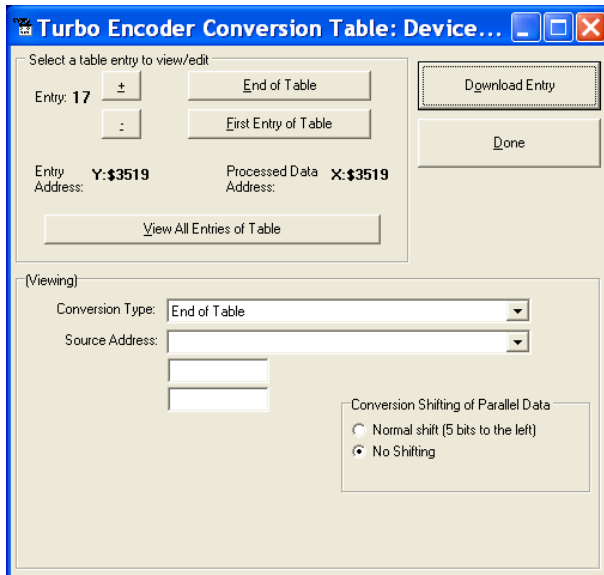 Turbo Encoder Conversion Table: Device...
Select a table entry to view/edit
Entry: 17
+
End of Table
Download Entry
-
First Entry of Table
Done
Entry Address: Y:$3519
Processed Data Address: X:$3519
View All Entries of Table
(Viewing)
Conversion Type: End of Table
Source Address:
Conversion Shifting of Parallel Data
Normal shift (5 bits to the left)
No Shifting